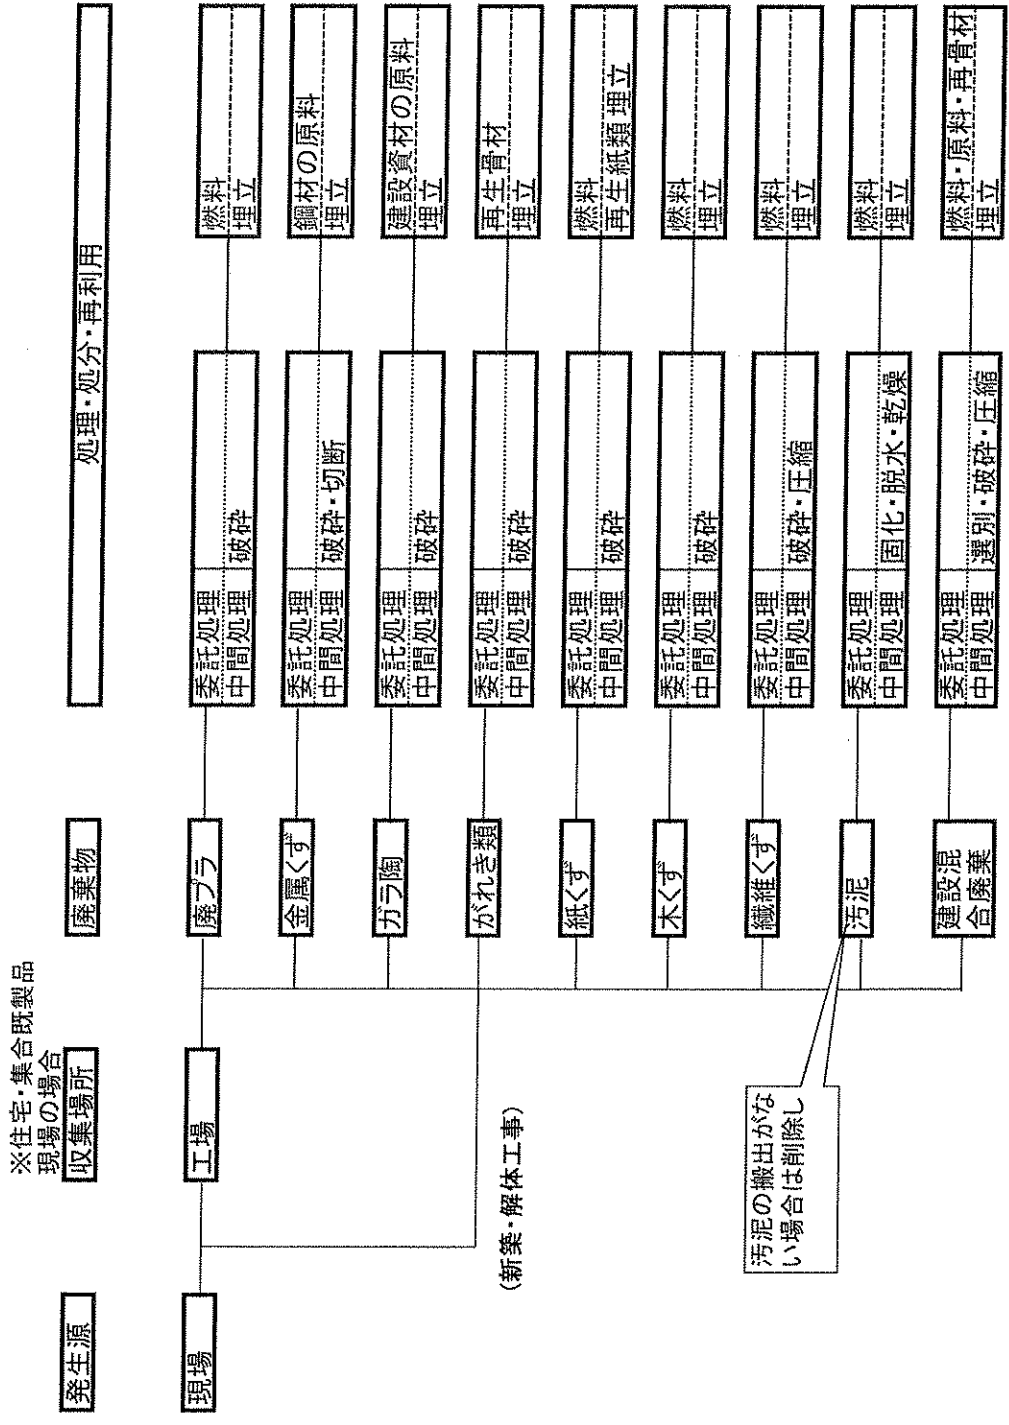 ※住宅・集合既製品
現場の場合
発生源
収集場所
廃棄物
処理・処分・再利用
現場
工場
廃プラ
委託処理
中間処理
破砕
燃料
埋立
金属くず
委託処理
中間処理
破砕・切断
鋼材の原料
埋立
ガラ陶
委託処理
中間処理
破砕
建設資材の原料
埋立
がれき類
委託処理
中間処理
破砕
再生骨材
埋立
(新築・解体工事)
紙くず
委託処理
中間処理
破砕
燃料
再生紙類埋立
木くず
委託処理
中間処理
破砕
燃料
埋立
繊維くず
委託処理
中間処理
破砕・圧縮
燃料
埋立
汚泥の搬出がな
い場合は削除し
汚泥
委託処理
中間処理
固化・脱水・乾燥
燃料
埋立
建設混
合廃棄
委託処理
中間処理
選別・破砕・圧縮
燃料・原料・再骨材
埋立